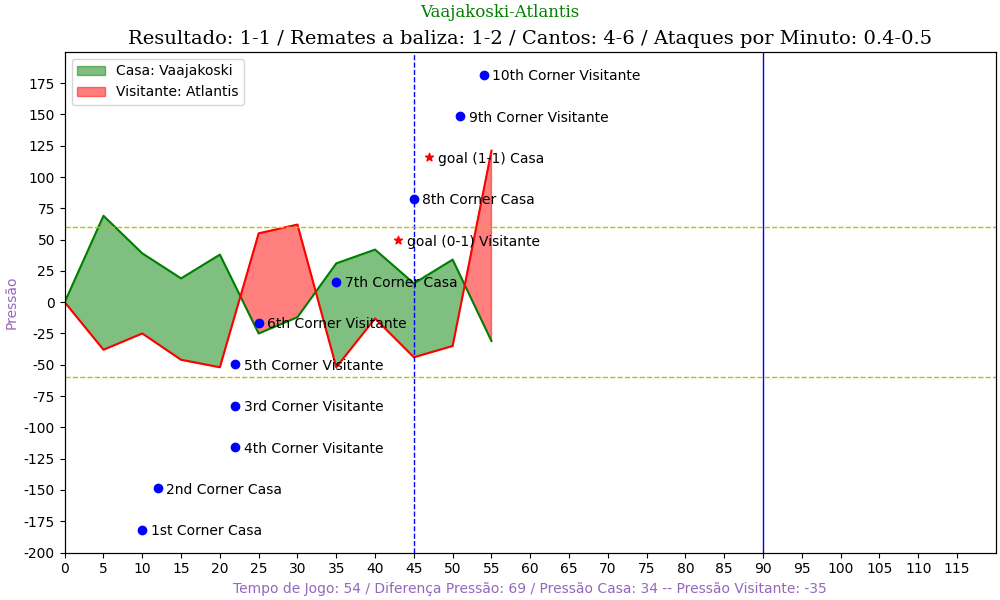 Vaajakoski-Atlantis
Resultado: 1-1 / Remates a baliza: 1-2 / Cantos: 4-6 / Ataques por Minuto: 0.4-0.5
Casa: Vaajakoski
Visitante: Atlantis
10th Corner Visitante
9th Corner Visitante
goal (1-1) Casa
8th Corner Casa
goal (0-1) Visitante
7th Corner Casa
6th Corner Visitante
5th Corner Visitante
3rd Corner Visitante
4th Corner Visitante
2nd Corner Casa
1st Corner Casa
Pressão
175
150
125
100
75
50
25
0
-25
-50
-75
-100
-125
-150
-175
-200
0 5 10 15 20 25 30 35 40 45 50 55 60 65 70 75 80 85 90 95 100 105 110 115
Tempo de Jogo: 54 / Diferença Pressão: 69 / Pressão Casa: 34 -- Pressão Visitante: -35